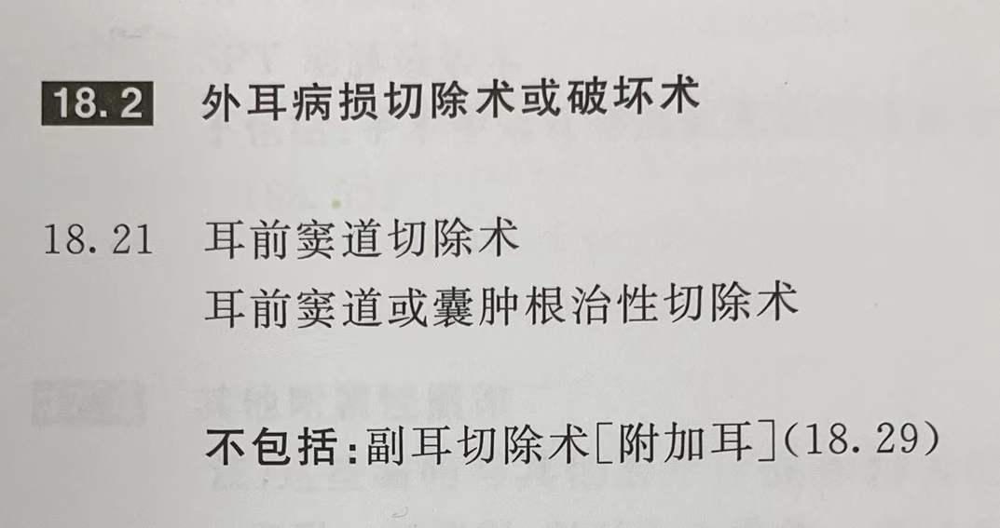 18.2 外耳病损切除术或破坏术
18.21 耳前窦道切除术
耳前窦道或囊肿根治性切除术
不包括:副耳切除术[附加耳](18.29)